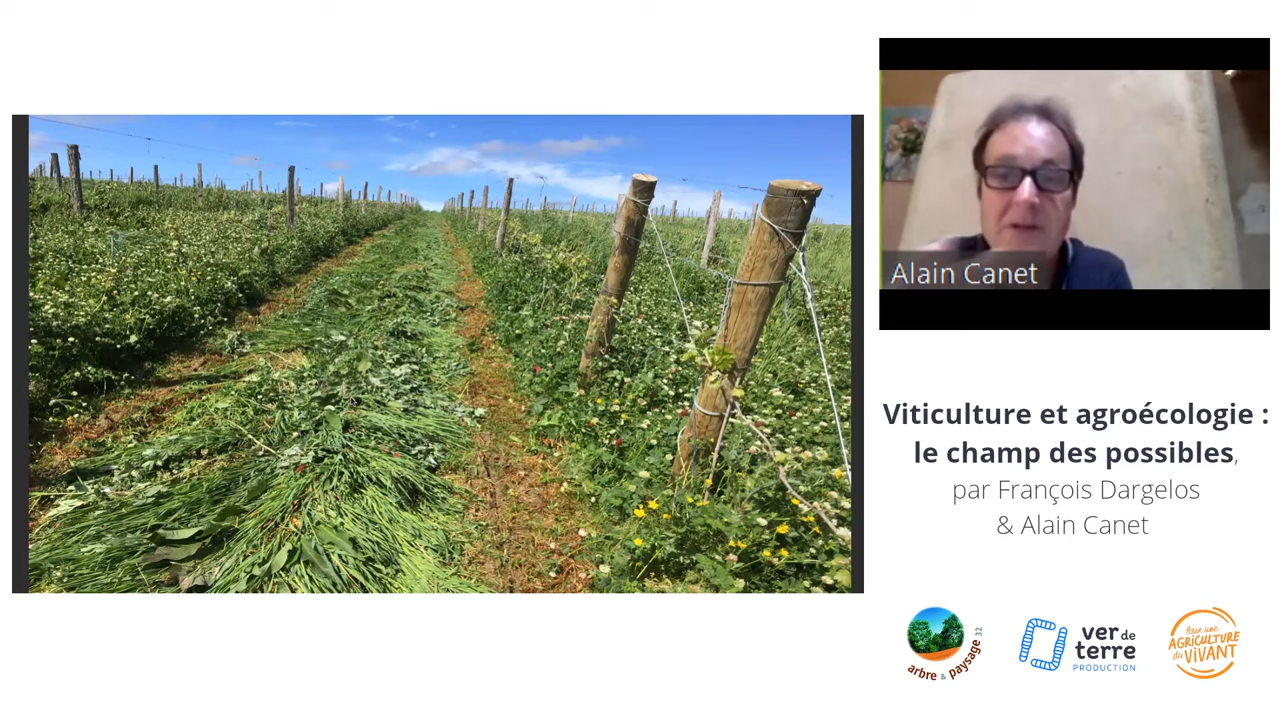 Alain Canet
Viticulture et agroécologie :
le champ des possibles,
par François Dargelos
& Alain Canet
arbre & paysage 32
ver de
terre
PRODUCTION
Pour une
AGRICULTURE
du VIVANT